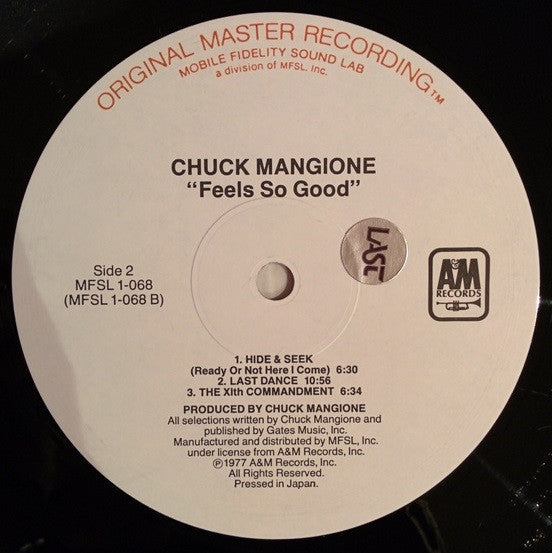 ORIGINAL MASTER RECORDING™
MOBILE FIDELITY SOUND LAB
a division of MFSL, Inc.
CHUCK MANGIONE
"Feels So Good"
LAST
Side 2
MFSL 1-068
(MFSL 1-068 B)
A&M
RECORDS
1. HIDE & SEEK
(Ready Or Not Here I Come) 6:30
2. LAST DANCE 10:56
3. THE XIth COMMANDMENT 6:34
PRODUCED BY CHUCK MANGIONE
All selections written by Chuck Mangione and
published by Gates Music, Inc.
Manufactured and distributed by MFSL, Inc.
under license from A&M Records, Inc.
℗1977 A&M Records, Inc.
All Rights Reserved.
Pressed in Japan.